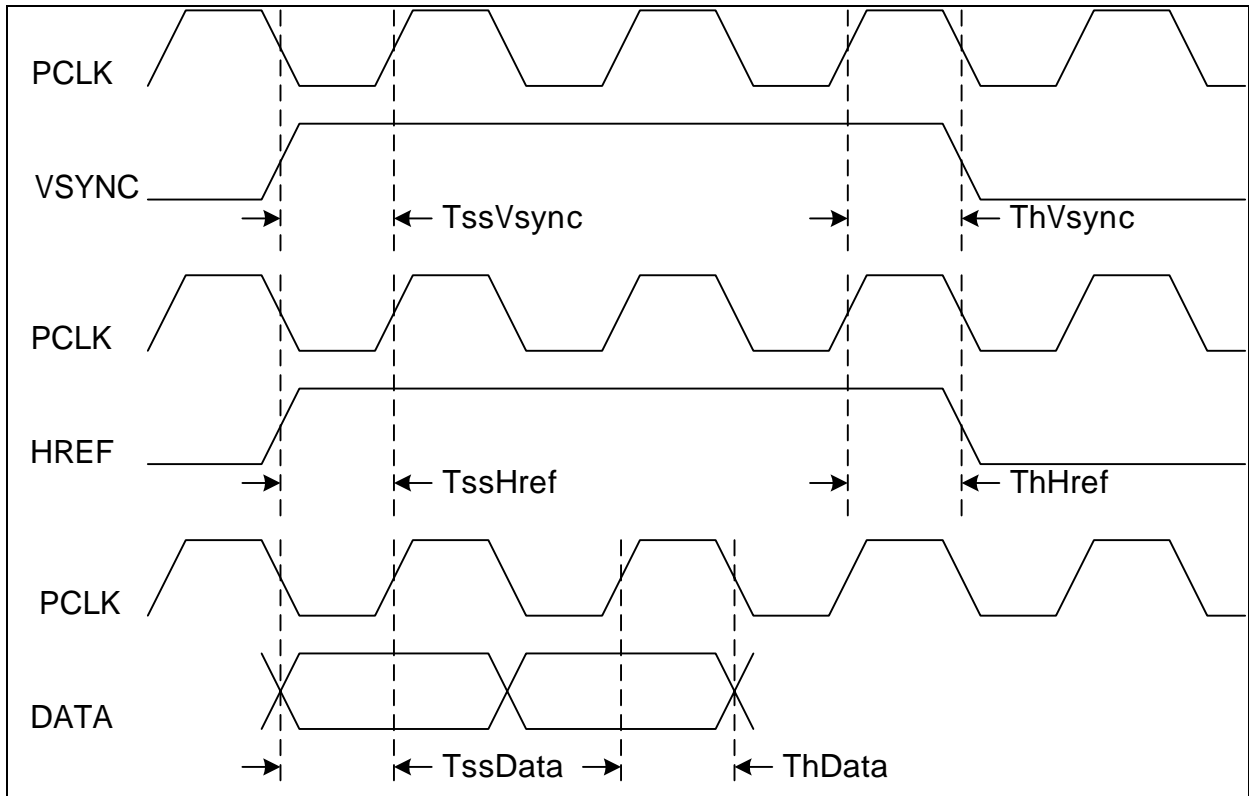 PCLK
VSYNC
TssVsync ThVsync
PCLK
HREF
TssHref ThHref
PCLK
DATA
TssData ThData